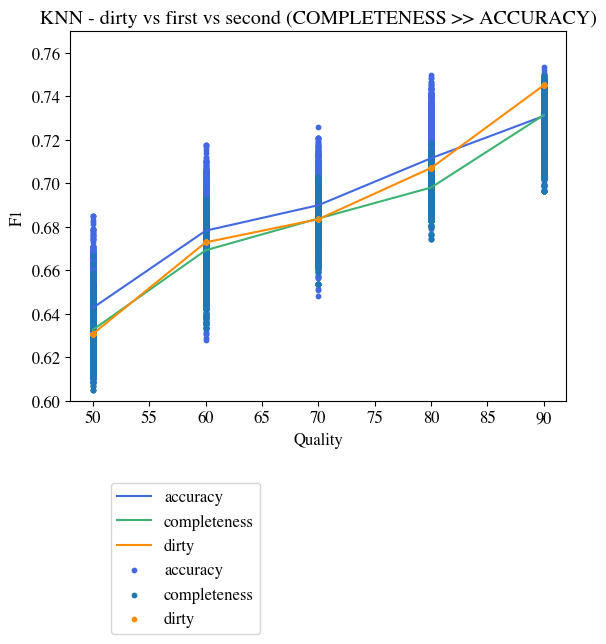 KNN - dirty vs first vs second (COMPLETENESS >> ACCURACY)
0.76
0.74
0.72
0.70
0.68
0.66
0.64
0.62
0.60
F1
50 55 60 65 70 75 80 85 90
Quality
accuracy
completeness
dirty
accuracy
completeness
dirty